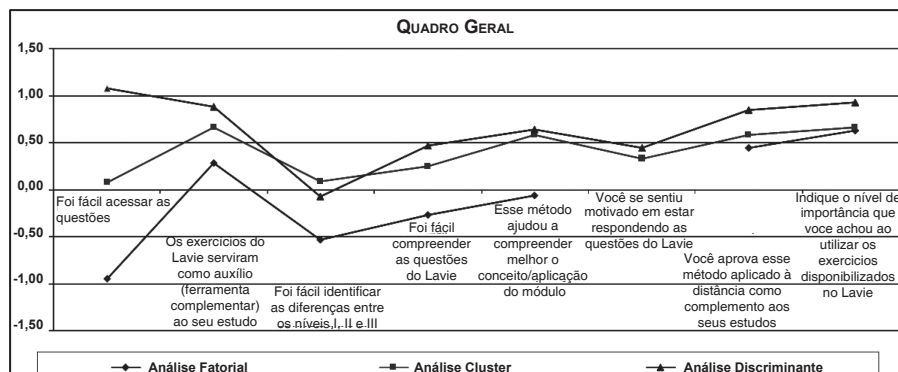 QUADRO GERAL
1,50
1,00
0,50
0,00
-0,50
-1,00
-1,50
Foi fácil acessar as
questões
Os exercícios do
Lavie serviram
como auxílio
(ferramenta
complementar)
ao seu estudo
Foi fácil identificar
as diferenças entre
os níveis I, II e III
Foi fácil
compreender
as questões
do Lavie
Esse método
ajudou a
compreender
melhor o
conceito/aplicação
do módulo
Você se sentiu
motivado em estar
respondendo as
questões do Lavie
Você aprova esse
método aplicado à
distância como
complemento aos
seus estudos
Indique o nível de
importância que
voce achou ao
utilizar os
exercicios
disponibilizados
no Lavie
Análise Fatorial
Análise Cluster
Análise Discriminante